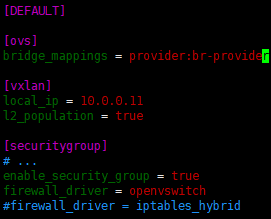 [DEFAULT]
[ovs]
bridge_mappings = provider:br-provider
[vxlan]
local_ip = 10.0.0.11
l2_population = true
[securitygroup]
# ...
enable_security_group = true
firewall_driver = openvswitch
#firewall_driver = iptables_hybrid